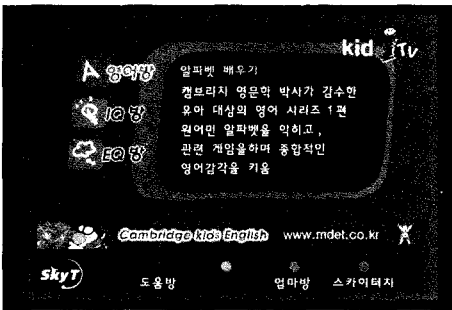 kid iTV
A 영어방
IQ 방
EQ 방
알파벳 배우기
캠브리지 영문학 박사가 감수한
유아 대상의 영어 시리즈 1편
원어민 알파벳을 익히고,
관련 게임을하며 종합적인
영어감각을 키움
Cambridge kids English www.mdet.co.kr
SkyT
도움방 엄마방 스카이터치